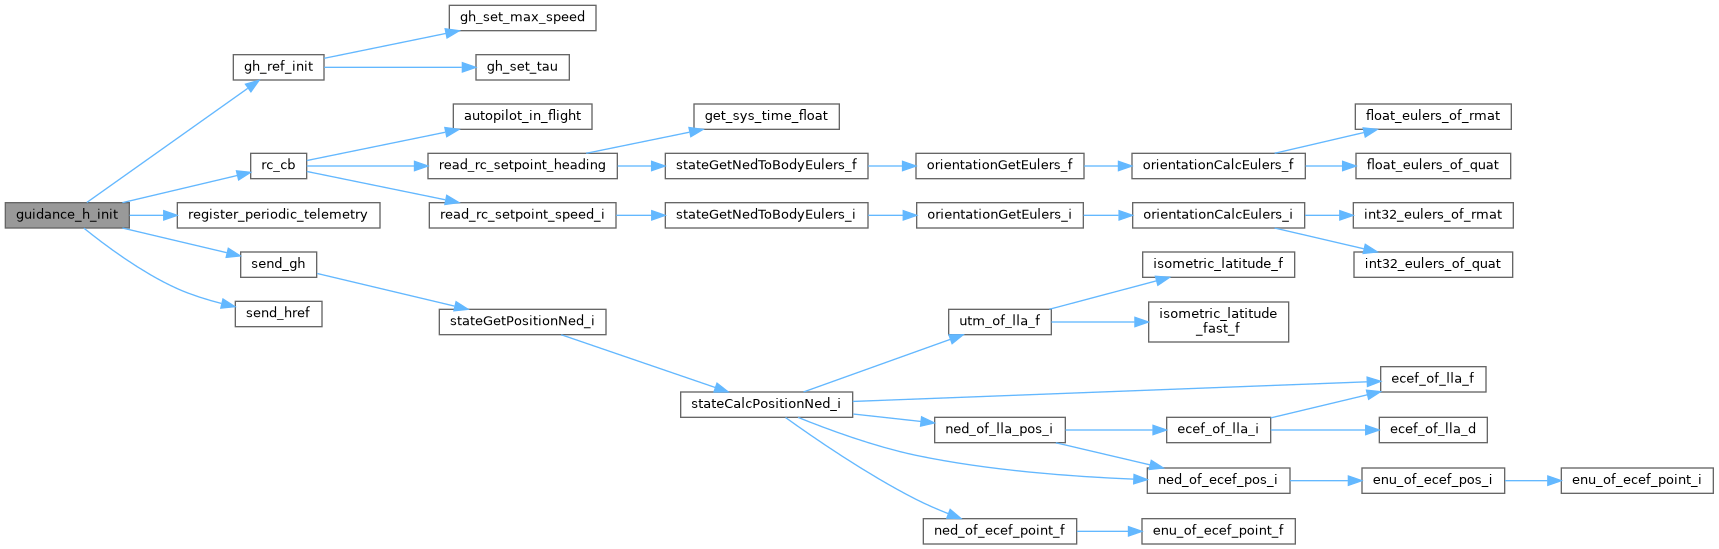 gh_set_max_speed
gh_ref_init
gh_set_tau
autopilot_in_flight
get_sys_time_float
float_eulers_of_rmat
rc_cb
read_rc_setpoint_heading
stateGetNedToBodyEulers_f
orientationGetEulers_f
orientationCalcEulers_f
float_eulers_of_quat
guidance_h_init
register_periodic_telemetry
read_rc_setpoint_speed_i
stateGetNedToBodyEulers_i
orientationGetEulers_i
orientationCalcEulers_i
int32_eulers_of_rmat
send_gh
isometric_latitude_f
int32_eulers_of_quat
send_href
stateGetPositionNed_i
utm_of_lla_f
isometric_latitude
_fast_f
ecef_of_lla_f
stateCalcPositionNed_i
ned_of_lla_pos_i
ecef_of_lla_i
ecef_of_lla_d
ned_of_ecef_pos_i
enu_of_ecef_pos_i
enu_of_ecef_point_i
ned_of_ecef_point_f
enu_of_ecef_point_f